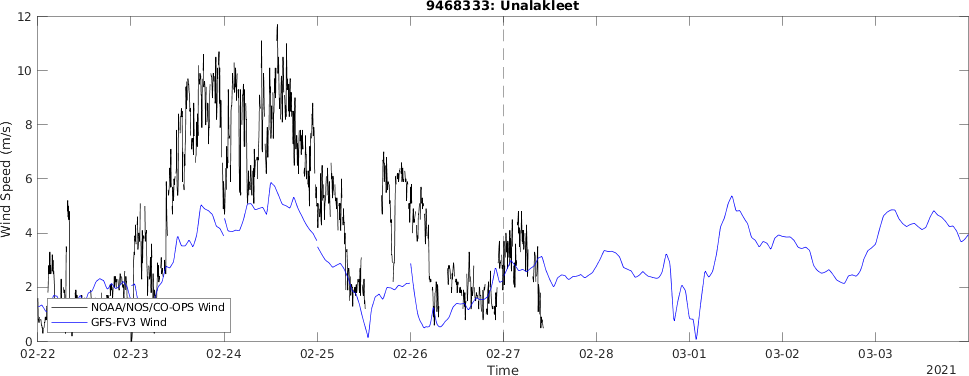 9468333: Unalakleet
Wind Speed (m/s)
12
10
8
6
4
2
0
NOAA/NOS/CO-OPS Wind
GFS-FV3 Wind
02-22 02-23 02-24 02-25 02-26 02-27 02-28 03-01 03-02 03-03
Time
2021